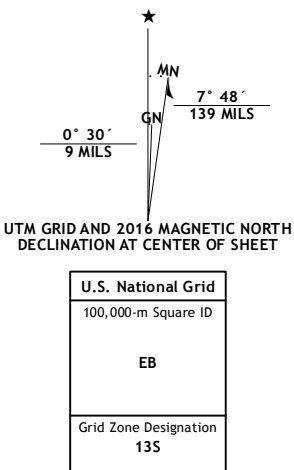 ★
MN
7° 48´
139 MILS
GN
0° 30´
9 MILS
UTM GRID AND 2016 MAGNETIC NORTH
DECLINATION AT CENTER OF SHEET
U.S. National Grid
100,000-m Square ID
EB
Grid Zone Designation
13S